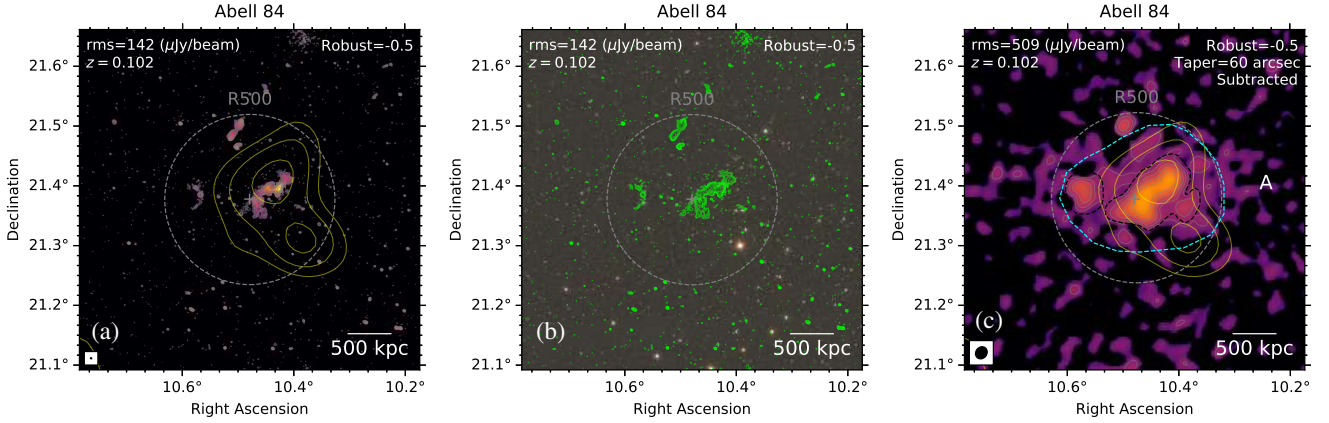 Abell 84
rms=142 (μJy/beam)
Robust=-0.5
z = 0.102
R500
(a)
500 kpc
21.6°
21.5°
21.4°
21.3°
21.2°
21.1°
Declination
10.6°
10.4°
10.2°
Right Ascension
Abell 84
rms=142 (μJy/beam)
Robust=-0.5
z = 0.102
R500
(b)
500 kpc
21.6°
21.5°
21.4°
21.3°
21.2°
21.1°
Declination
10.6°
10.4°
10.2°
Right Ascension
Abell 84
rms=509 (μJy/beam)
Robust=-0.5
z = 0.102
Taper=60 arcsec
Subtracted
R500
A
(c)
500 kpc
21.6°
21.5°
21.4°
21.3°
21.2°
21.1°
Declination
10.6°
10.4°
10.2°
Right Ascension